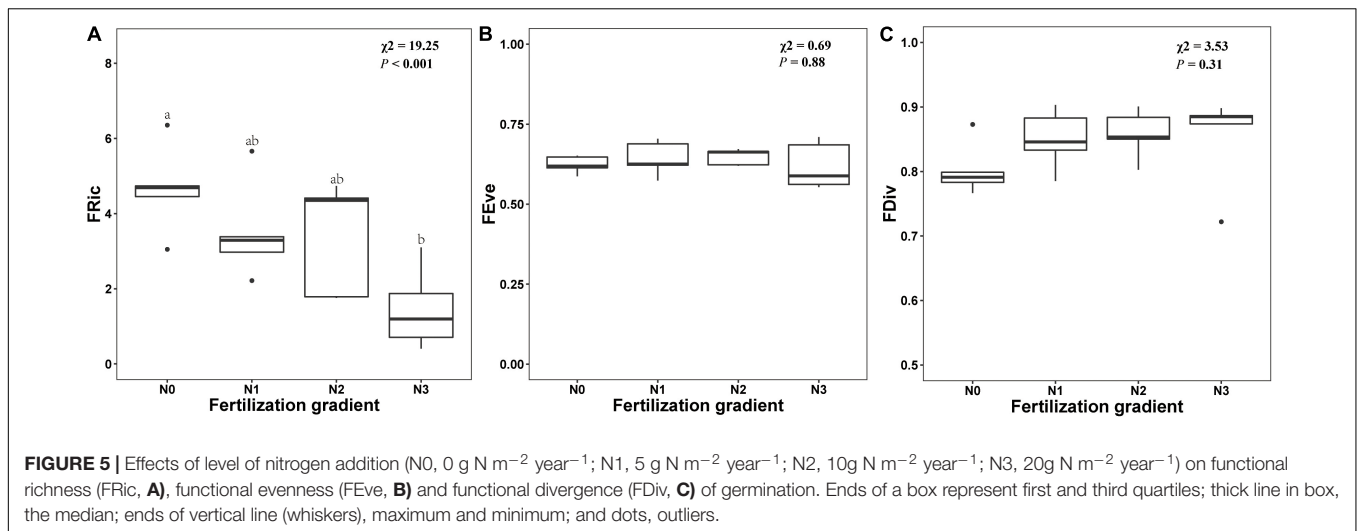 A
χ2 = 19.25
P < 0.001
8
6
4
2
0
FRic
a
ab
ab
b
N0 N1 N2 N3
Fertilization gradient
B
χ2 = 0.69
P = 0.88
1.00
0.75
0.50
0.25
0.00
FEve
N0 N1 N2 N3
Fertilization gradient
C
χ2 = 3.53
P = 0.31
1.0
0.9
0.8
0.7
0.6
0.5
FDiv
N0 N1 N2 N3
Fertilization gradient
FIGURE 5 | Effects of level of nitrogen addition (N0, 0 g N m−2 year−1; N1, 5 g N m−2 year−1; N2, 10g N m−2 year−1; N3, 20g N m−2 year−1) on functional
richness (FRic, A), functional evenness (FEve, B) and functional divergence (FDiv, C) of germination. Ends of a box represent first and third quartiles; thick line in box,
the median; ends of vertical line (whiskers), maximum and minimum; and dots, outliers.